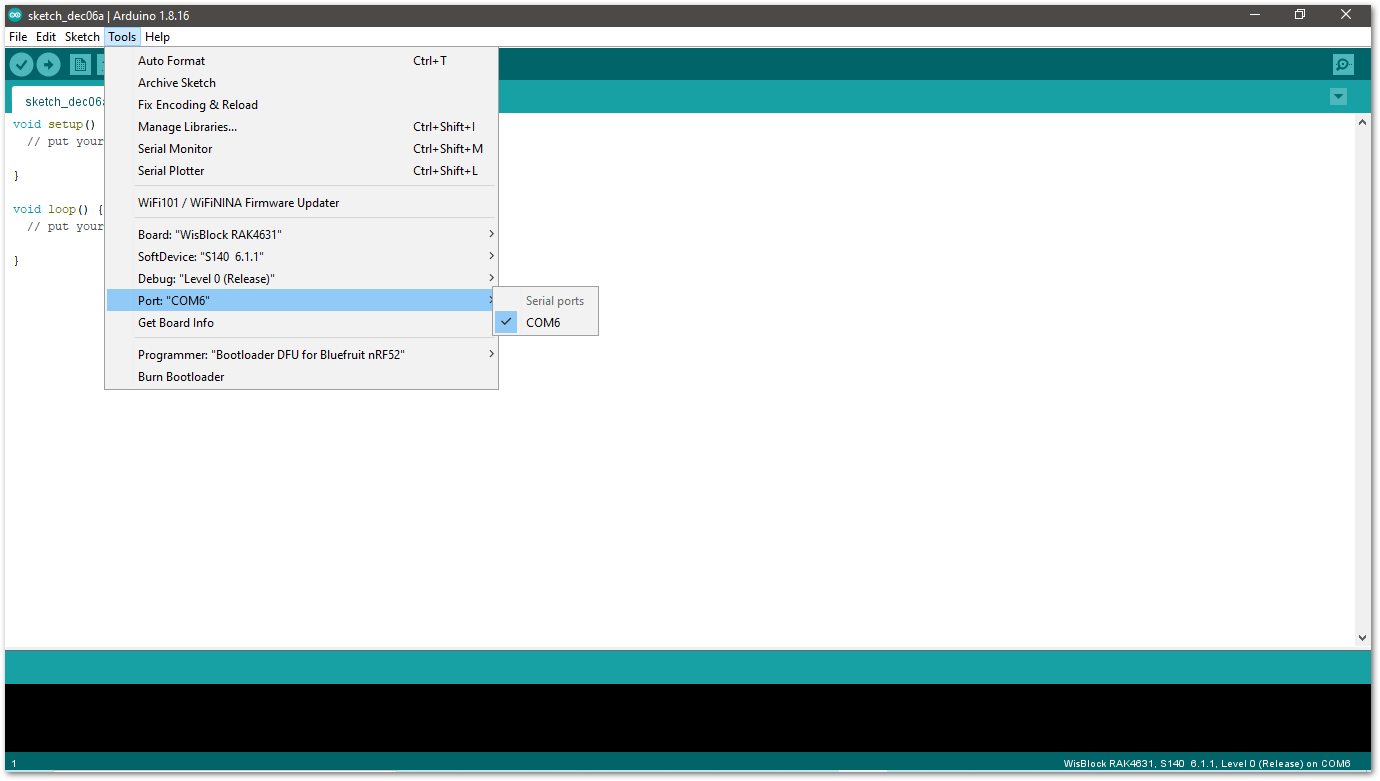 sketch_dec06a | Arduino 1.8.16
File Edit Sketch Tools Help
sketch_dec06a
void setup()
// put your
}
void loop() {
// put your
}
Auto Format Ctrl+T
Archive Sketch
Fix Encoding & Reload
Manage Libraries... Ctrl+Shift+I
Serial Monitor Ctrl+Shift+M
Serial Plotter Ctrl+Shift+L
WiFi101 / WiFiNINA Firmware Updater
Board: "WisBlock RAK4631"
SoftDevice: "S140 6.1.1"
Debug: "Level 0 (Release)"
Port: "COM6"
Get Board Info
Programmer: "Bootloader DFU for Bluefruit nRF52"
Burn Bootloader
Serial ports
COM6
1 WisBlock RAK4631, S140 6.1.1, Level 0 (Release) on COM6